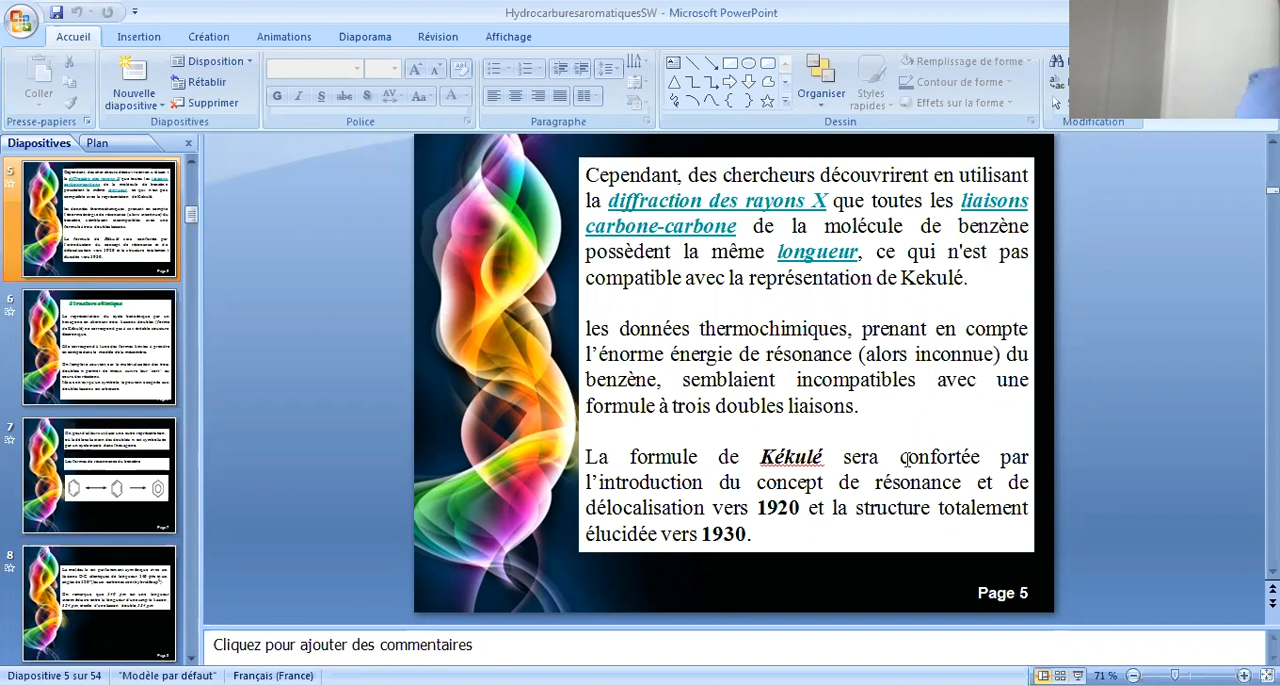 HydrocarburesaromatiquesSW - Microsoft PowerPoint
Accueil Insertion Création Animations Diaporama Révision Affichage
Coller
Presse-papiers
Nouvelle
diapositive
Disposition
Rétablir
Supprimer
Diapositives
G I S abc S AV Aa A
Police
Paragraphe
Organiser
Styles
rapides
Remplissage de forme
Contour de forme
Effets sur la forme
Dessin
Modification
Diapositives Plan
5
6
7
8
Cependant, des chercheurs découvrirent en utilisant
la diffraction des rayons X que toutes les liaisons
carbone-carbone de la molécule de benzène
possèdent la même longueur, ce qui n'est pas
compatible avec la représentation de Kekulé.
les données thermochimiques, prenant en compte
l'énorme énergie de résonance (alors inconnue) du
benzène, semblaient incompatibles avec une
formule à trois doubles liaisons.
La formule de Kékulé sera confortée par
l'introduction du concept de résonance et de
délocalisation vers 1920 et la structure totalement
élucidée vers 1930.
Page 5
Cliquez pour ajouter des commentaires
Diapositive 5 sur 54 "Modèle par défaut" Français (France) 71 %